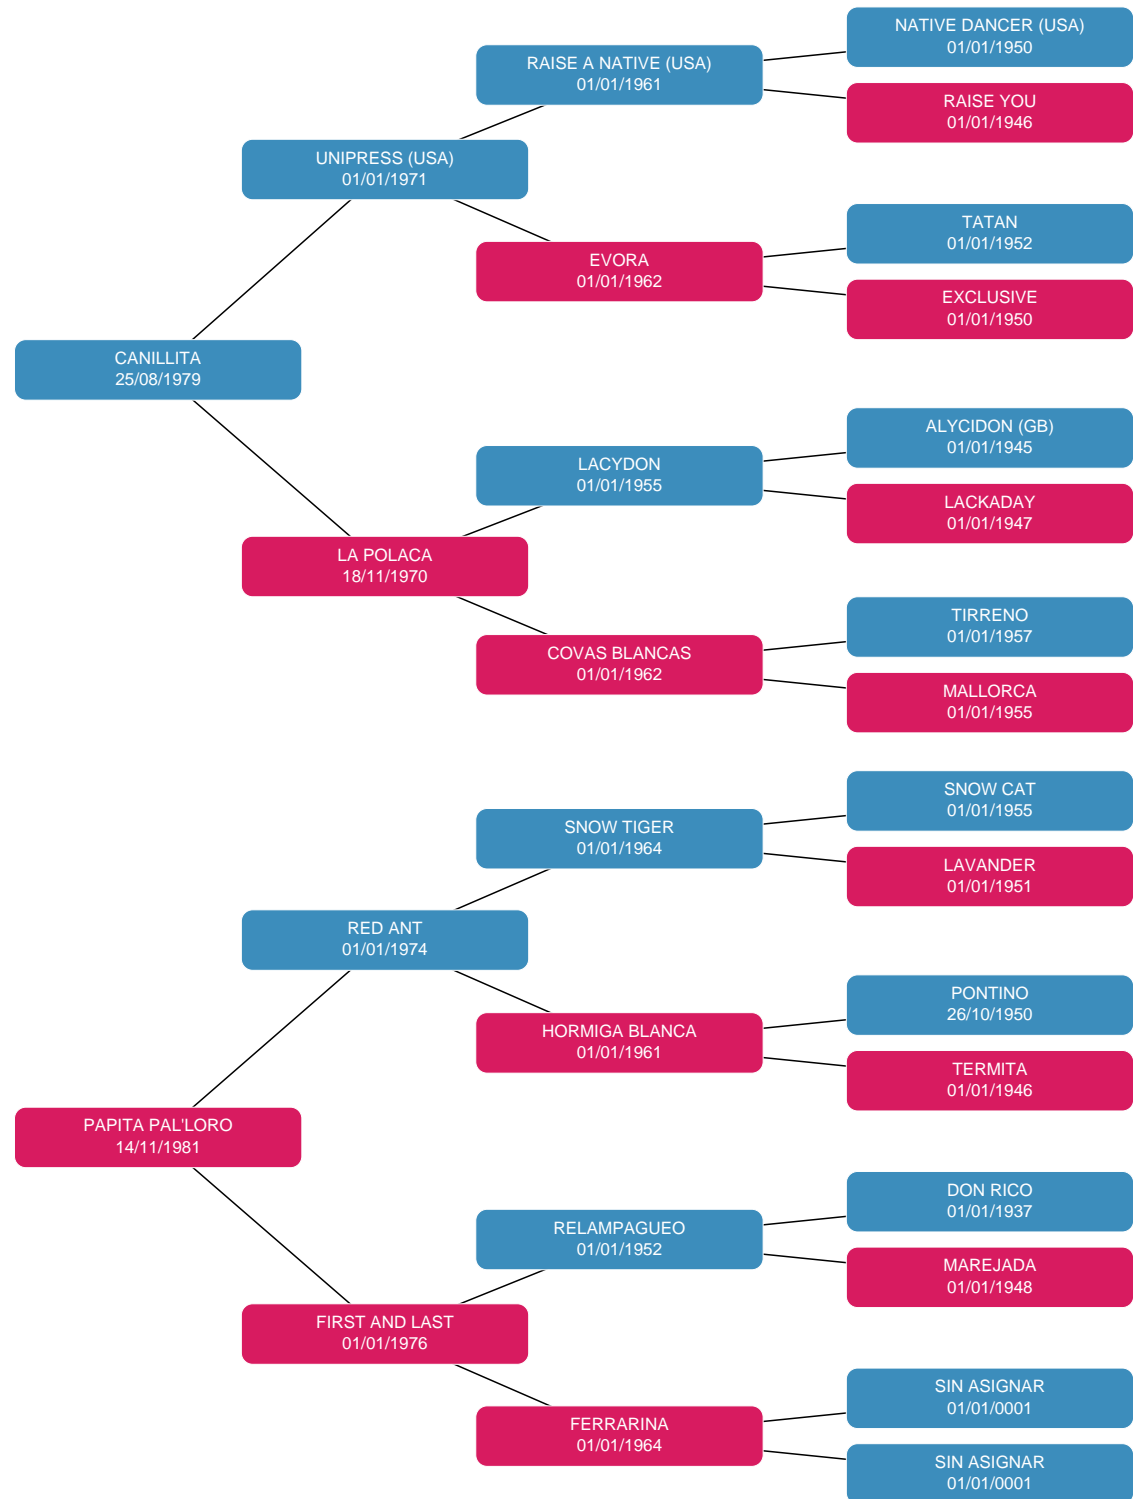 NATIVE DANCER (USA)
01/01/1950
RAISE A NATIVE (USA)
01/01/1961
RAISE YOU
01/01/1946
UNIPRESS (USA)
01/01/1971
TATAN
01/01/1952
EVORA
01/01/1962
EXCLUSIVE
01/01/1950
CANILLITA
25/08/1979
ALYCIDON (GB)
01/01/1945
LACYDON
01/01/1955
LACKADAY
01/01/1947
LA POLACA
18/11/1970
TIRRENO
01/01/1957
COVAS BLANCAS
01/01/1962
MALLORCA
01/01/1955
SNOW CAT
01/01/1955
SNOW TIGER
01/01/1964
LAVANDER
01/01/1951
RED ANT
01/01/1974
PONTINO
26/10/1950
HORMIGA BLANCA
01/01/1961
TERMITA
01/01/1946
PAPITA PAL'LORO
14/11/1981
DON RICO
01/01/1937
RELAMPAGUEO
01/01/1952
MAREJADA
01/01/1948
FIRST AND LAST
01/01/1976
SIN ASIGNAR
01/01/0001
FERRARINA
01/01/1964
SIN ASIGNAR
01/01/0001